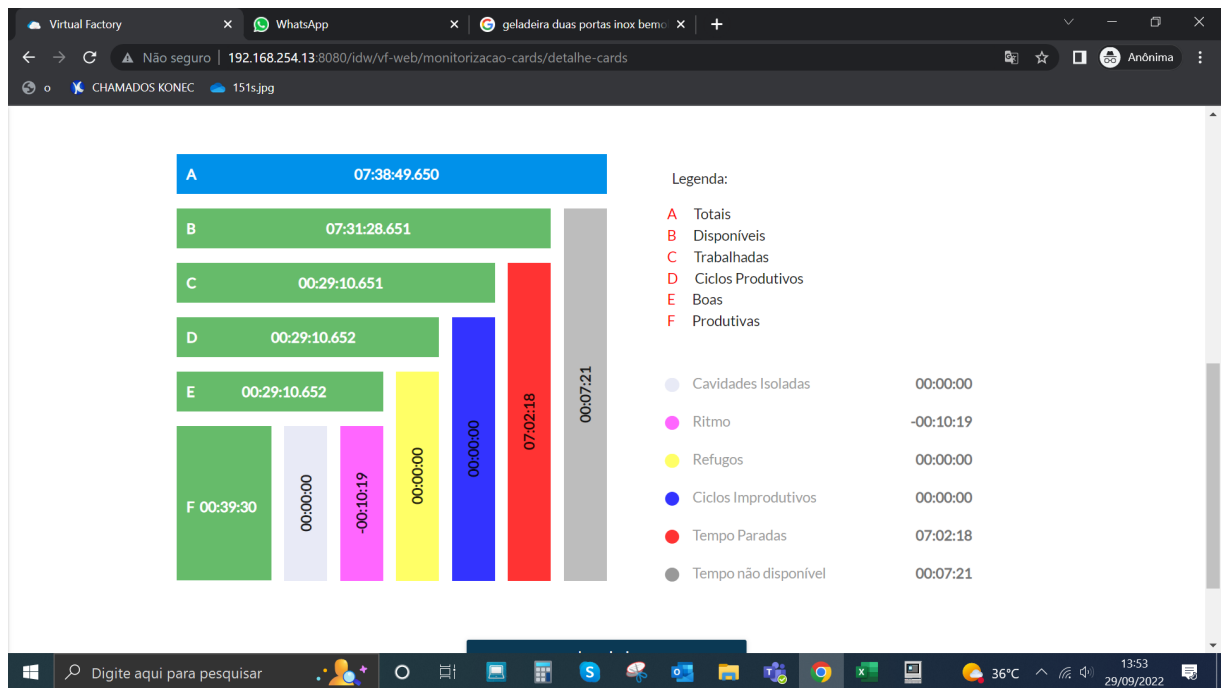 Virtual Factory
WhatsApp
geladeira duas portas inox bemo
Não seguro | 192.168.254.13:8080/idw/vf-web/monitorizacao-cards/detalhe-cards
Anônima
o
CHAMADOS KONEC
151s.jpg
A 07:38:49.650
B 07:31:28.651
C 00:29:10.651
D 00:29:10.652
E 00:29:10.652
F 00:39:30
00:00:00
-00:10:19
00:00:00
00:00:00
07:02:18
00:07:21
Legenda:
A Totais
B Disponíveis
C Trabalhadas
D Ciclos Produtivos
E Boas
F Produtivas
Cavidades Isoladas 00:00:00
Ritmo -00:10:19
Refugos 00:00:00
Ciclos Improdutivos 00:00:00
Tempo Paradas 07:02:18
Tempo não disponível 00:07:21
Digite aqui para pesquisar
36°C
13:53
29/09/2022